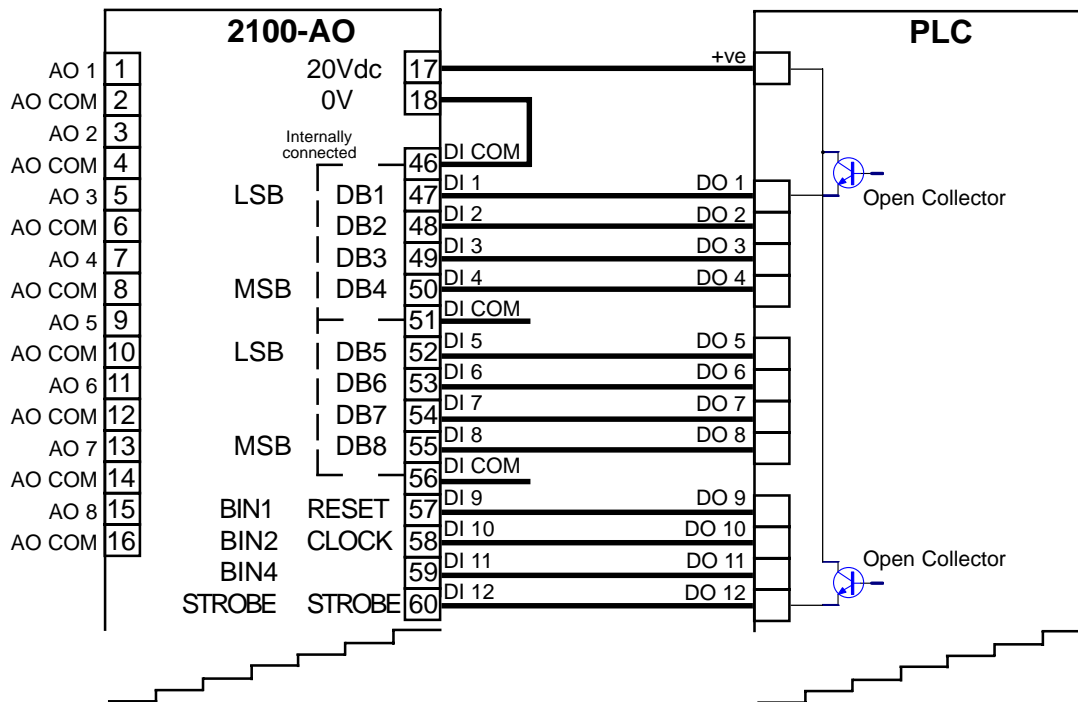 2100-AO PLC
AO 1 1 20Vdc 17 +ve
AO COM 2 0V 18
AO 2 3
Internally
connected
AO COM 4 46 DI COM
AO 3 5 LSB DB1 47 DI 1 DO 1 Open Collector
AO COM 6 DB2 48 DI 2 DO 2
AO 4 7 DB3 49 DI 3 DO 3
AO COM 8 MSB DB4 50 DI 4 DO 4
AO 5 9 51 DI COM
AO COM 10 LSB DB5 52 DI 5 DO 5
AO 6 11 DB6 53 DI 6 DO 6
AO COM 12 DB7 54 DI 7 DO 7
AO 7 13 MSB DB8 55 DI 8 DO 8
AO COM 14 56 DI COM
AO 8 15 BIN1 RESET 57 DI 9 DO 9
AO COM 16 BIN2 CLOCK 58 DI 10 DO 10
BIN4 59 DI 11 DO 11 Open Collector
STROBE STROBE 60 DI 12 DO 12